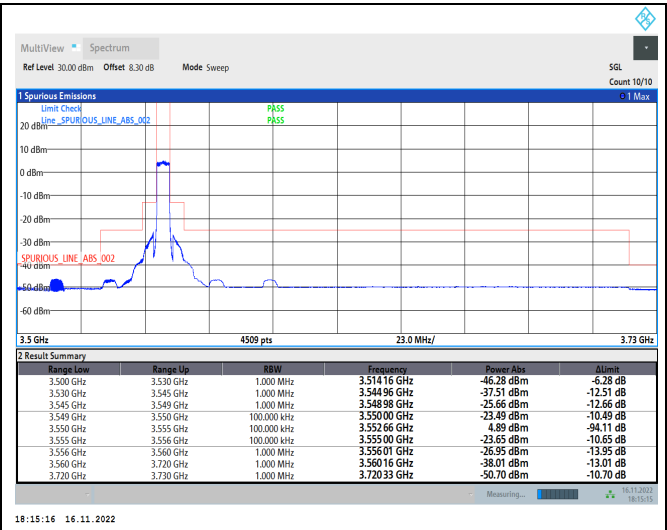 MultiView Spectrum
Ref Level 30.00 dBm Offset 8.30 dB Mode Sweep SGL
Count 10/10
1 Spurious Emissions 1 Max
Limit Check PASS
Line _SPURIOUS_LINE_ABS_002 PASS
20 dBm
10 dBm
0 dBm
-10 dBm
-20 dBm
-30 dBm
SPURIOUS_LINE_ABS_002
-40 dBm
-50 dBm
-60 dBm
3.5 GHz 4509 pts 23.0 MHz/ 3.73 GHz
2 Result Summary
Range Low Range Up RBW Frequency Power Abs ΔLimit
3.500 GHz 3.530 GHz 1.000 MHz 3.51416 GHz -46.28 dBm -6.28 dB
3.530 GHz 3.545 GHz 1.000 MHz 3.54496 GHz -37.51 dBm -12.51 dB
3.545 GHz 3.549 GHz 1.000 MHz 3.54898 GHz -25.66 dBm -12.66 dB
3.549 GHz 3.550 GHz 100.000 kHz 3.55000 GHz -23.49 dBm -10.49 dB
3.550 GHz 3.555 GHz 100.000 kHz 3.55266 GHz 4.89 dBm -94.11 dB
3.555 GHz 3.556 GHz 100.000 kHz 3.55500 GHz -23.65 dBm -10.65 dB
3.556 GHz 3.560 GHz 1.000 MHz 3.55601 GHz -26.95 dBm -13.95 dB
3.560 GHz 3.720 GHz 1.000 MHz 3.56016 GHz -38.01 dBm -13.01 dB
3.720 GHz 3.730 GHz 1.000 MHz 3.72033 GHz -50.70 dBm -10.70 dB
Measuring... 16.11.2022
18:15:15
18:15:16 16.11.2022